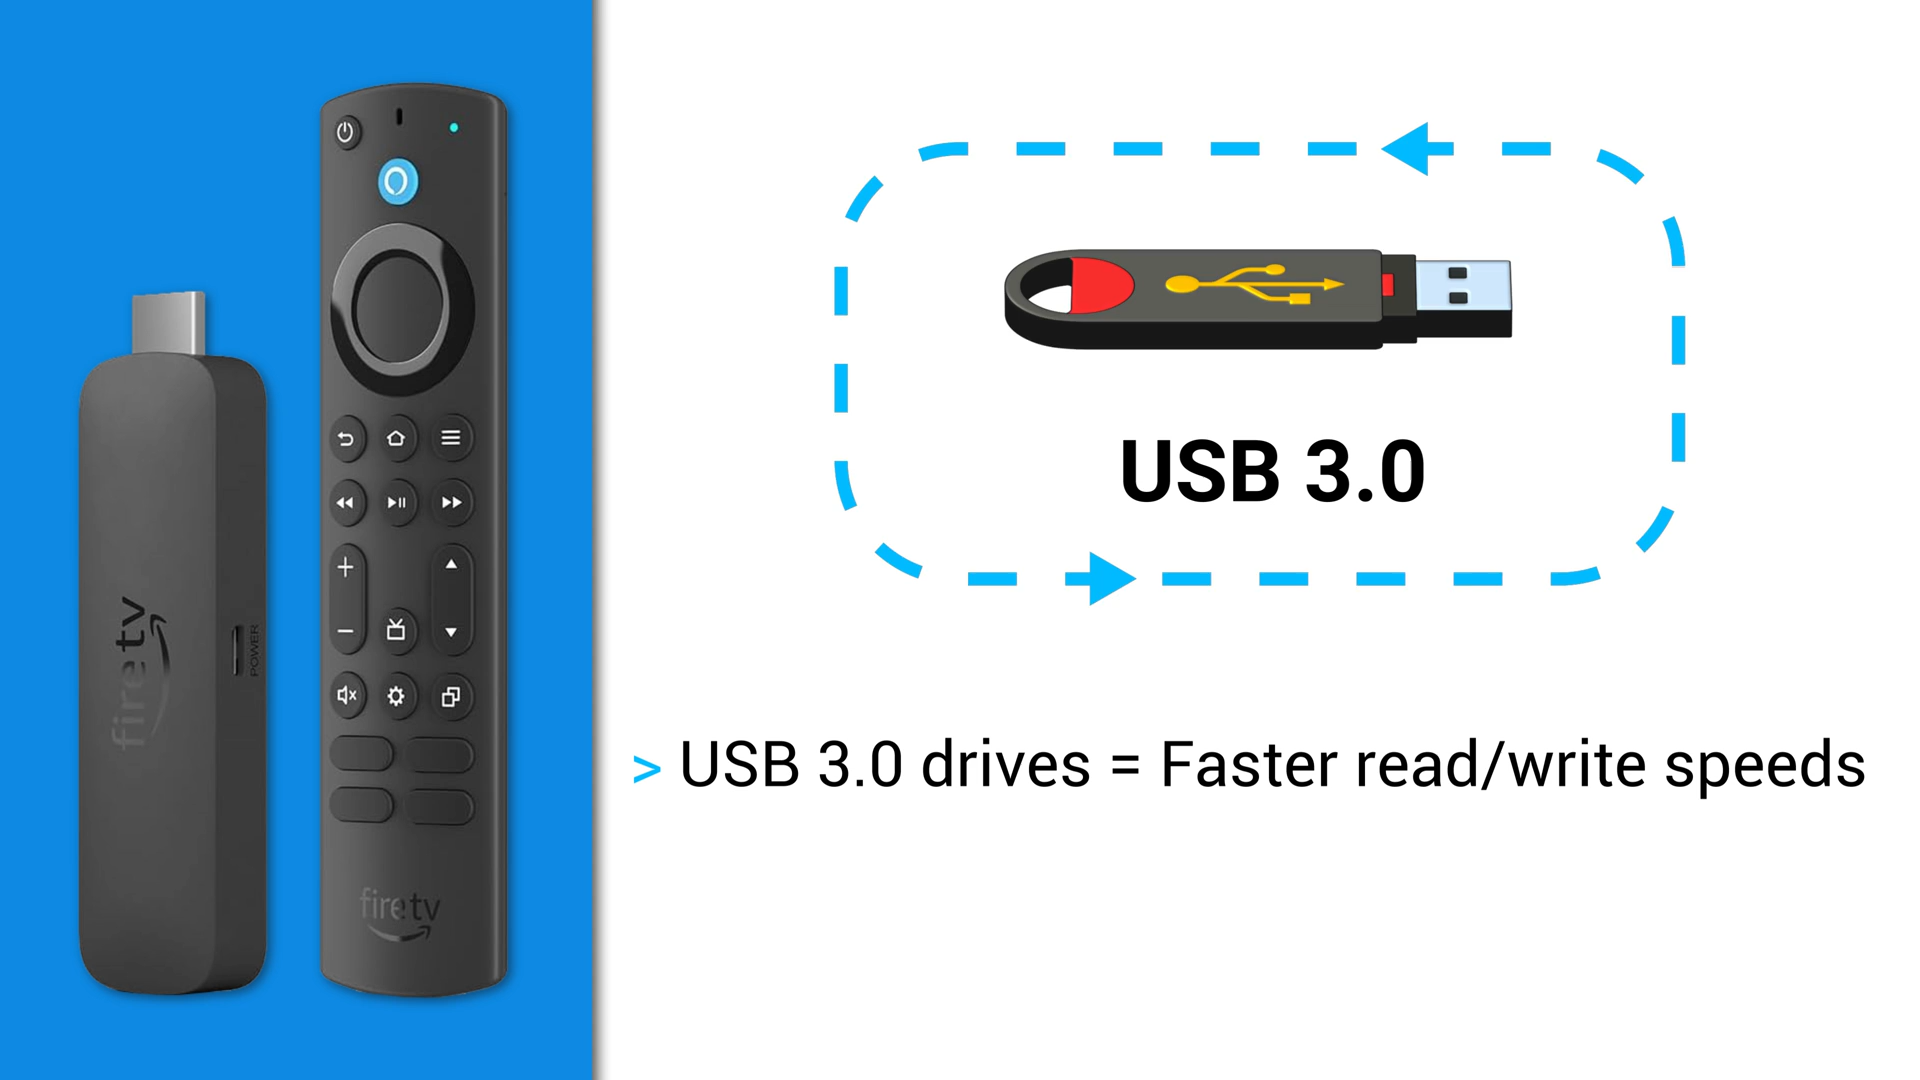 firetv
POWER
firetv
USB 3.0
> USB 3.0 drives = Faster read/write speeds